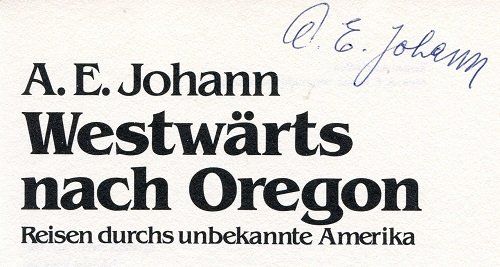 A. E. Johann
A. E. Johann
Westwärts
nach Oregon
Reisen durchs unbekannte Amerika